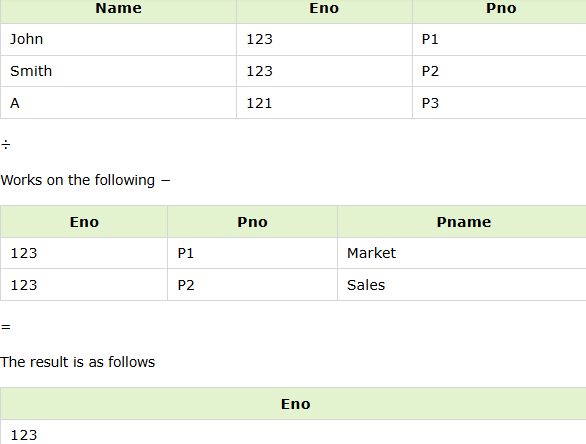 Name Eno Pno
John 123 P1
Smith 123 P2
A 121 P3
÷
Works on the following −
Eno Pno Pname
123 P1 Market
123 P2 Sales
=
The result is as follows
Eno
123